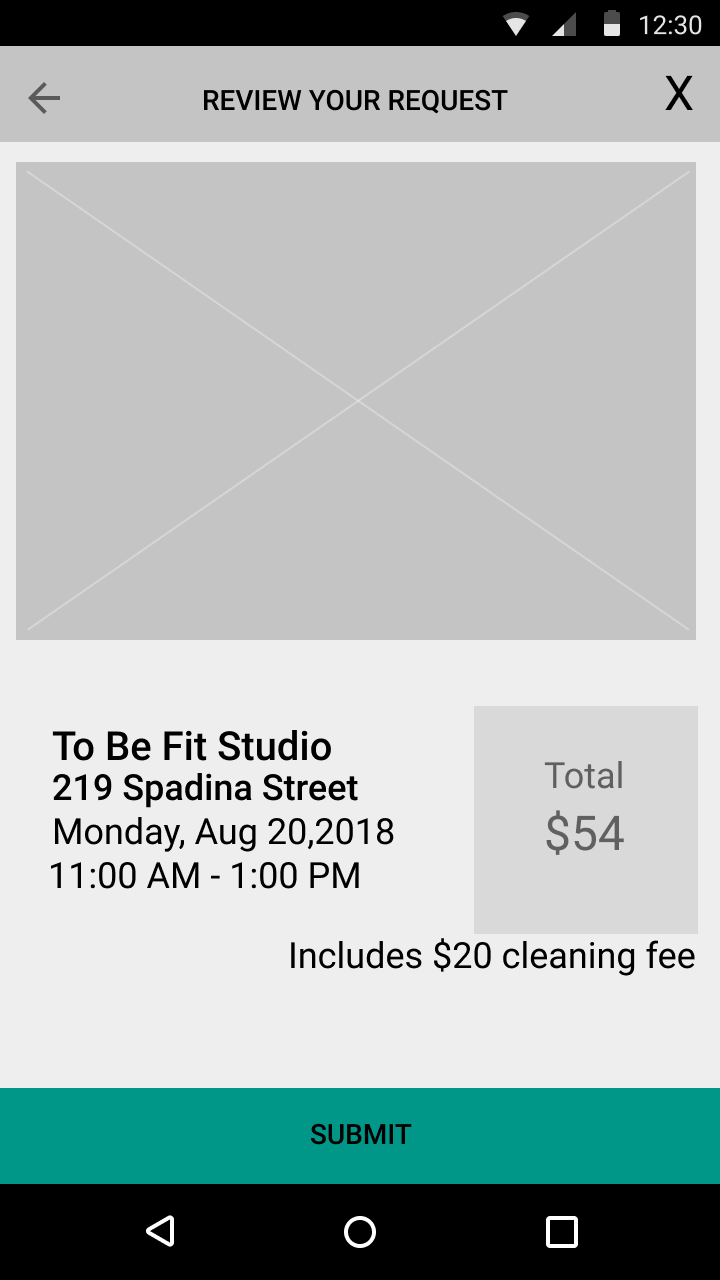 12:30
REVIEW YOUR REQUEST
X
To Be Fit Studio
219 Spadina Street
Monday, Aug 20,2018
11:00 AM - 1:00 PM
Total
$54
Includes $20 cleaning fee
SUBMIT